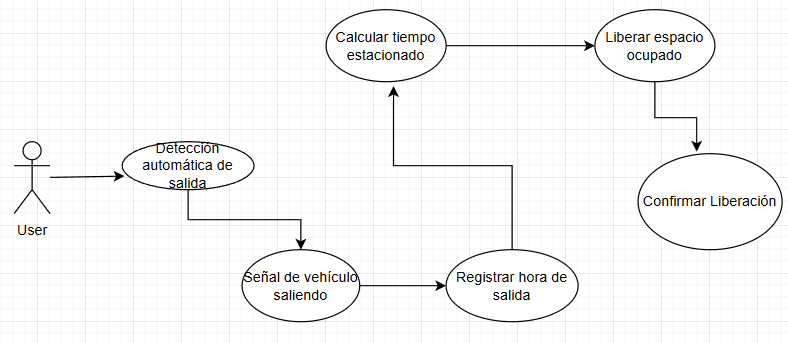 Calcular tiempo
estacionado
Liberar espacio
ocupado
Detección
automática de
salida
User
Confirmar Liberación
Señal de vehículo
saliendo
Registrar hora de
salida